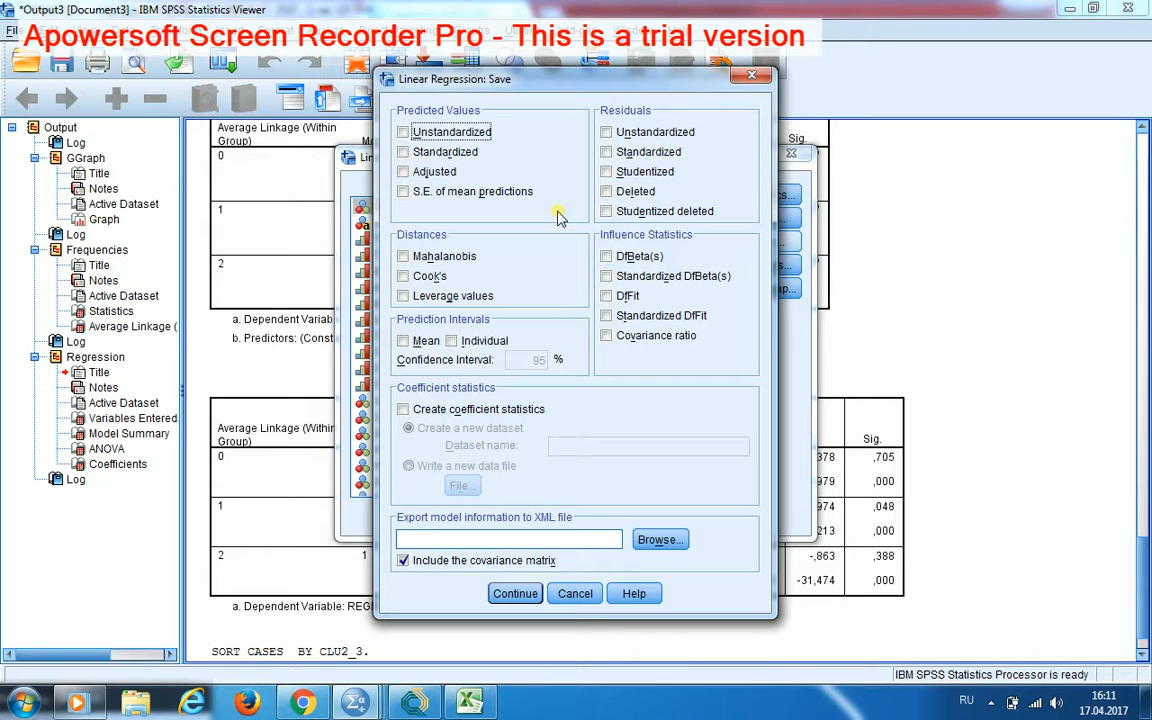 *Output3 [Document3] - IBM SPSS Statistics Viewer
Apowersoft Screen Recorder Pro - This is a trial version
Linear Regression: Save
Predicted Values
Unstandardized
Standardized
Adjusted
S.E. of mean predictions
Residuals
Unstandardized
Standardized
Studentized
Deleted
Studentized deleted
Distances
Mahalanobis
Cook's
Leverage values
Influence Statistics
DfBeta(s)
Standardized DfBeta(s)
DfFit
Standardized DfFit
Covariance ratio
Prediction Intervals
Mean Individual
Confidence Interval: 95 %
Coefficient statistics
Create coefficient statistics
Create a new dataset
Dataset name:
Write a new data file
File...
Export model information to XML file
Browse...
Include the covariance matrix
Continue Cancel Help
Output
Log
GGraph
Title
Notes
Active Dataset
Graph
Log
Frequencies
Title
Notes
Active Dataset
Statistics
Average Linkage (
Log
Regression
Title
Notes
Active Dataset
Variables Entered
Model Summary
ANOVA
Coefficients
Log
Average Linkage (Within
Group)
Sig.
0
1
2
a. Dependent Variab
b. Predictors: (Const
Average Linkage (Within
Group)
Sig.
0 378 ,705
979 ,000
1 974 ,048
213 ,000
2 1 -,863 ,388
-31,474 ,000
a. Dependent Variable: REG
SORT CASES BY CLU2_3.
IBM SPSS Statistics Processor is ready
RU
16:11
17.04.2017